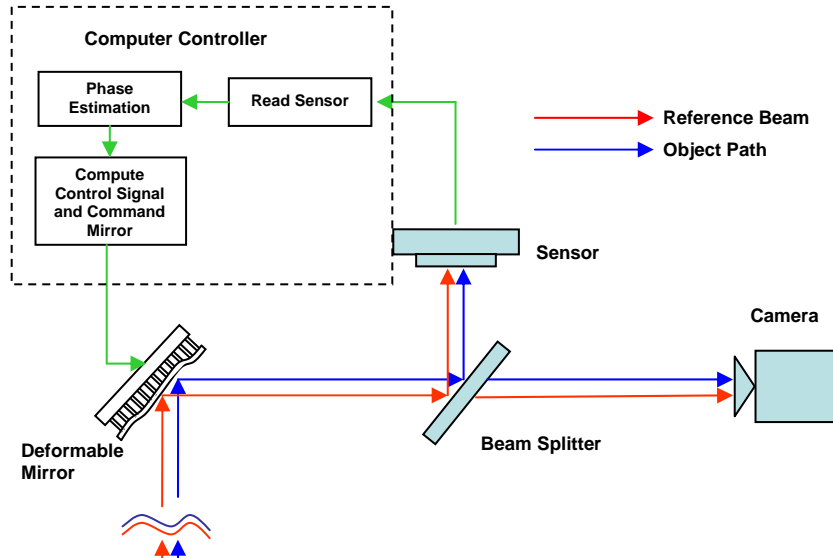 Computer Controller
Phase
Estimation
Read Sensor
Compute
Control Signal
and Command
Mirror
Reference Beam
Object Path
Sensor
Camera
Deformable
Mirror
Beam Splitter